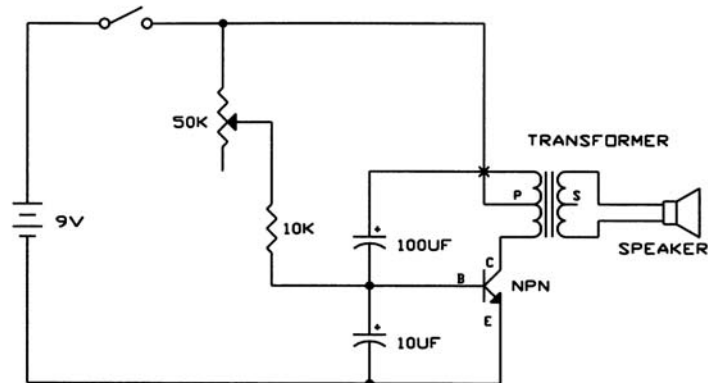 50K
TRANSFORMER
P
S
9V
10K
+
100UF
SPEAKER
C
B
NPN
E
+
10UF